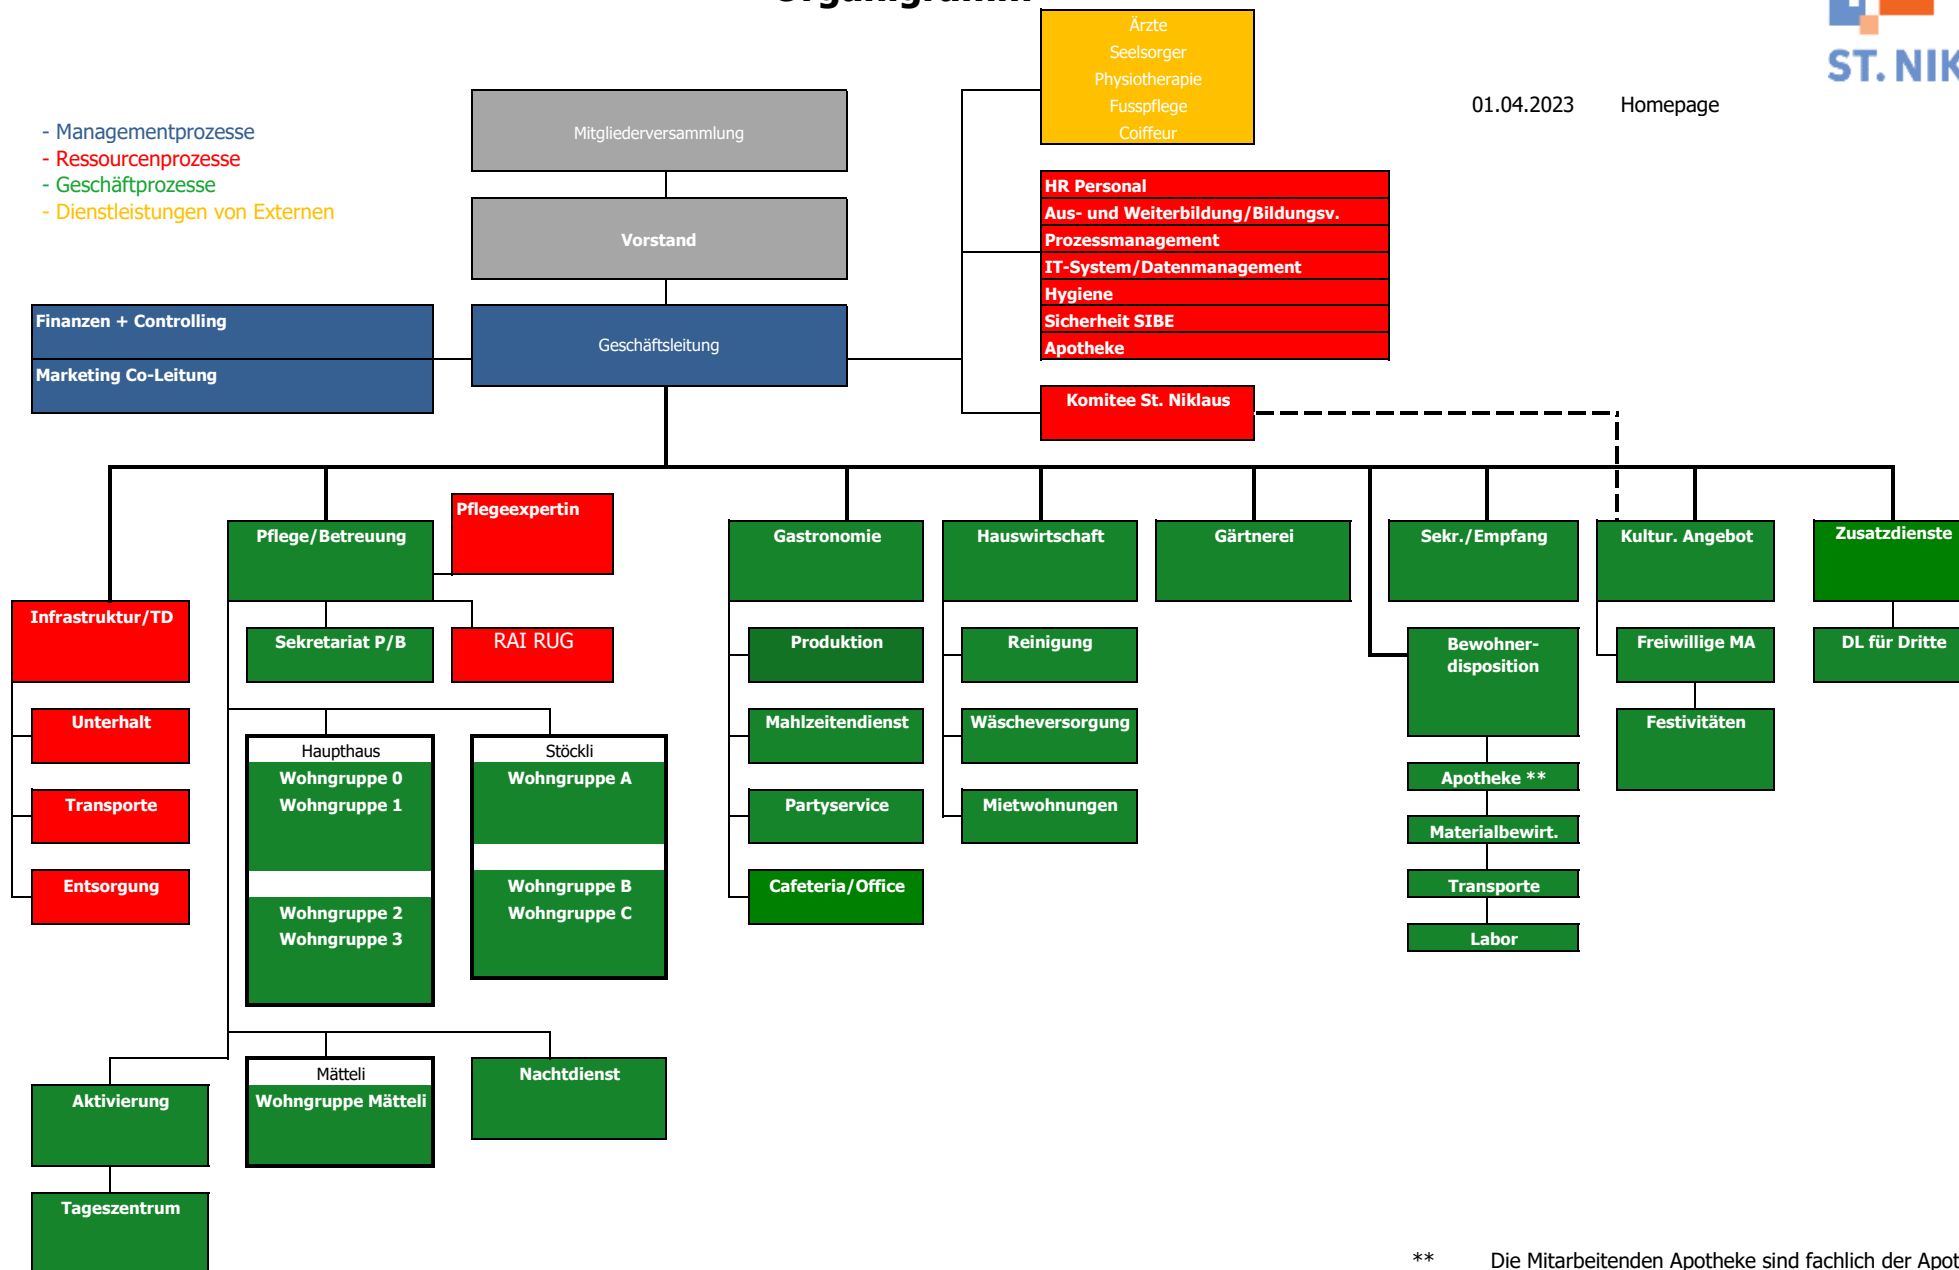 Ärzte
Seelsorger
Physiotherapie
Fusspflege
Coiffeur
ST. NIK
01.04.2023 Homepage
- Managementprozesse
- Ressourcenprozesse
- Geschäftprozesse
- Dienstleistungen von Externen
Mitgliederversammlung
Vorstand
Geschäftsleitung
Finanzen + Controlling
Marketing Co-Leitung
HR Personal
Aus- und Weiterbildung/Bildungsv.
Prozessmanagement
IT-System/Datenmanagement
Hygiene
Sicherheit SIBE
Apotheke
Komitee St. Niklaus
Pflegeexpertin
Pflege/Betreuung
Gastronomie
Hauswirtschaft
Gärtnerei
Sekr./Empfang
Kultur. Angebot
Zusatzdienste
Infrastruktur/TD
Sekretariat P/B
RAI RUG
Produktion
Reinigung
Bewohner-
disposition
Freiwillige MA
DL für Dritte
Unterhalt
Mahlzeitendienst
Wäscheversorgung
Festivitäten
Haupthaus
Wohngruppe 0
Wohngruppe 1
Wohngruppe 2
Wohngruppe 3
Stöckli
Wohngruppe A
Wohngruppe B
Wohngruppe C
Transporte
Partyservice
Mietwohnungen
Apotheke **
Materialbewirt.
Transporte
Labor
Entsorgung
Cafeteria/Office
Mätteli
Wohngruppe Mätteli
Nachtdienst
Aktivierung
Tageszentrum
** Die Mitarbeitenden Apotheke sind fachlich der Apot